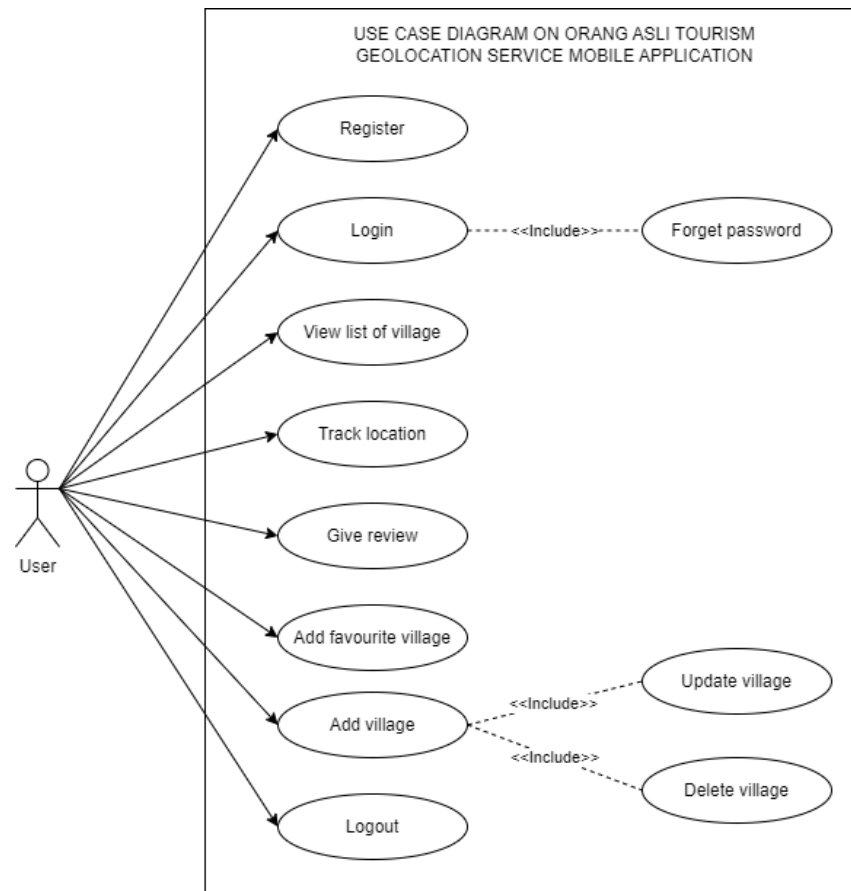 USE CASE DIAGRAM ON ORANG ASLI TOURISM
GEOLOCATION SERVICE MOBILE APPLICATION
Register
Login
<<Include>>
Forget password
View list of village
Track location
Give review
User
Add favourite village
Add village
<<Include>>
Update village
<<Include>>
Delete village
Logout